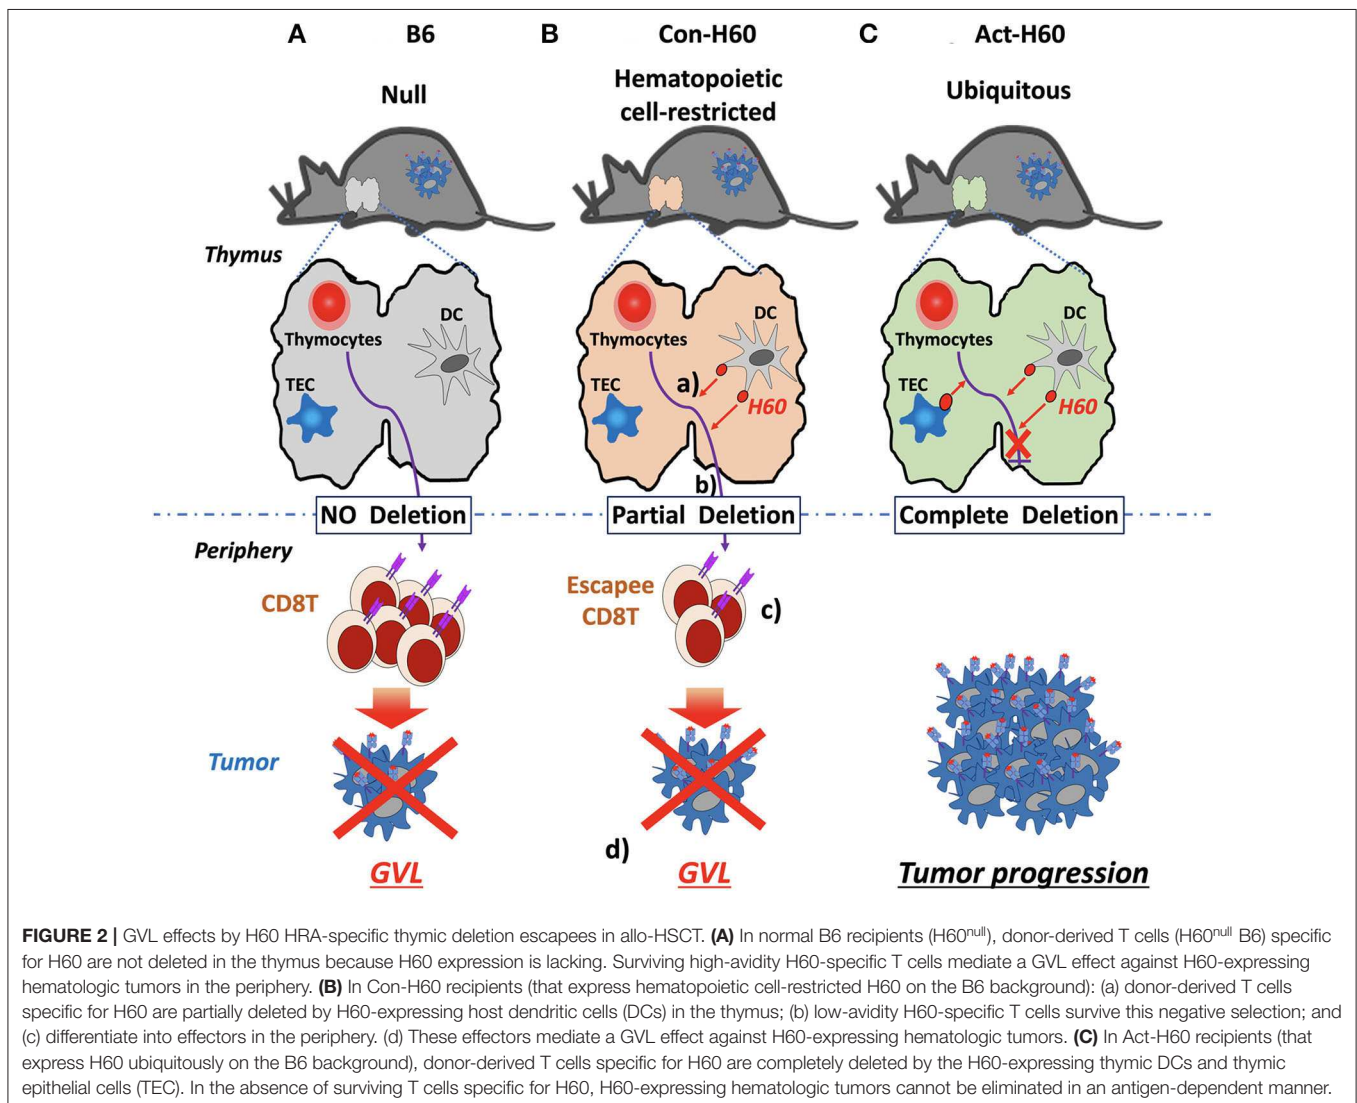 A B6 B Con-H60 C Act-H60
Null
Hematopoietic
cell-restricted
Ubiquitous
Thymus
Thymocytes
DC
TEC
Thymocytes
DC
TEC
a)
H60
b)
Thymocytes
DC
TEC
H60
NO Deletion
Partial Deletion
Complete Deletion
Periphery
CD8T
Escapee
CD8T
c)
Tumor
d)
GVL
GVL
Tumor progression
FIGURE 2 | GVL effects by H60 HRA-specific thymic deletion escapees in allo-HSCT. (A) In normal B6 recipients (H60null), donor-derived T cells (H60null B6) specific
for H60 are not deleted in the thymus because H60 expression is lacking. Surviving high-avidity H60-specific T cells mediate a GVL effect against H60-expressing
hematologic tumors in the periphery. (B) In Con-H60 recipients (that express hematopoietic cell-restricted H60 on the B6 background): (a) donor-derived T cells
specific for H60 are partially deleted by H60-expressing host dendritic cells (DCs) in the thymus; (b) low-avidity H60-specific T cells survive this negative selection; and
(c) differentiate into effectors in the periphery. (d) These effectors mediate a GVL effect against H60-expressing hematologic tumors. (C) In Act-H60 recipients (that
express H60 ubiquitously on the B6 background), donor-derived T cells specific for H60 are completely deleted by the H60-expressing thymic DCs and thymic
epithelial cells (TEC). In the absence of surviving T cells specific for H60, H60-expressing hematologic tumors cannot be eliminated in an antigen-dependent manner.